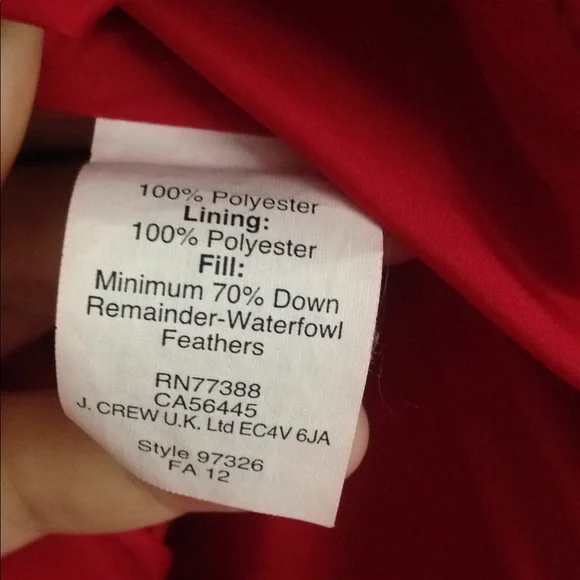 100% Polyester
Lining:
100% Polyester
Fill:
Minimum 70% Down
Remainder-Waterfowl
Feathers
RN77388
CA56445
J. CREW U.K. Ltd EC4V 6JA
Style 97326
FA 12